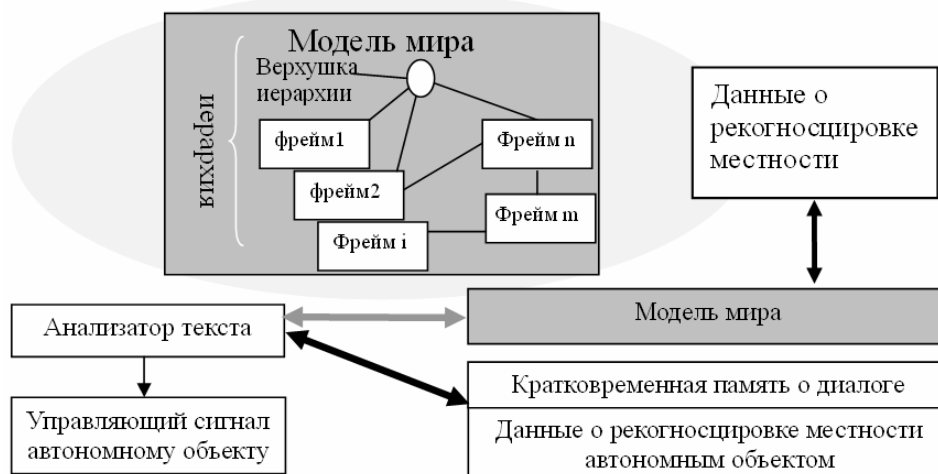 Модель мира
Верхушка
иерархии
иерархия
фрейм1
Фрейм n
фрейм2
Фрейм m
Фрейм i
Данные о
рекогносцировке
местности
Анализатор текста
Модель мира
Кратковременная память о диалоге
Управляющий сигнал
автономному объекту
Данные о рекогносцировке местности
автономным объектом